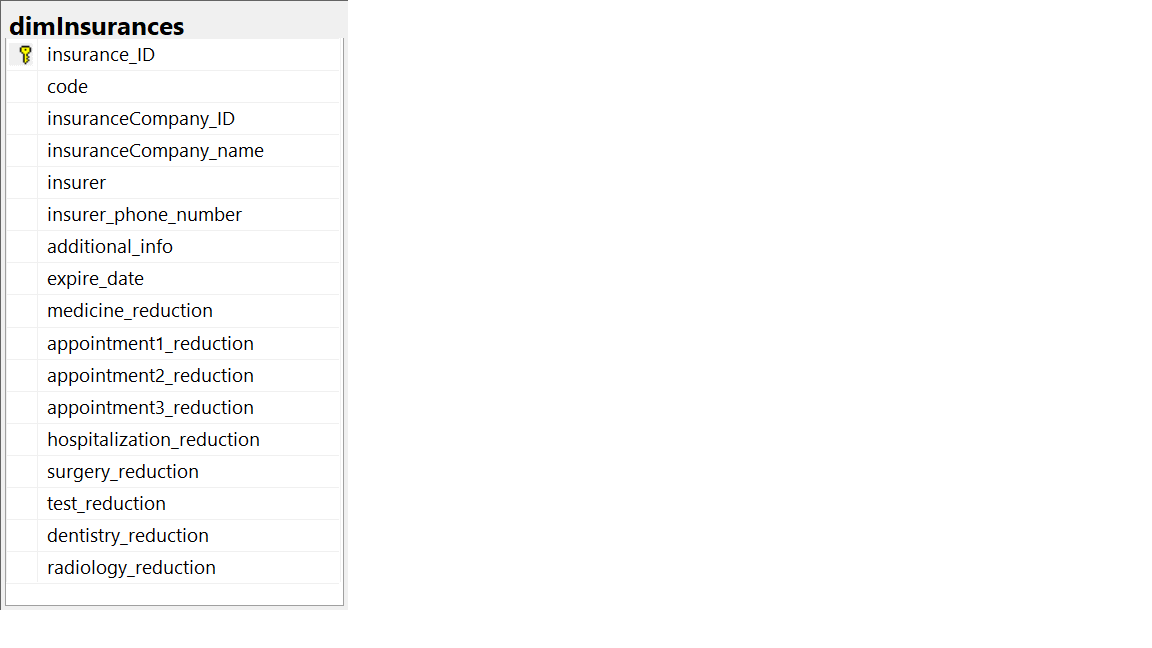 dimInsurances
insurance_ID
code
insuranceCompany_ID
insuranceCompany_name
insurer
insurer_phone_number
additional_info
expire_date
medicine_reduction
appointment1_reduction
appointment2_reduction
appointment3_reduction
hospitalization_reduction
surgery_reduction
test_reduction
dentistry_reduction
radiology_reduction